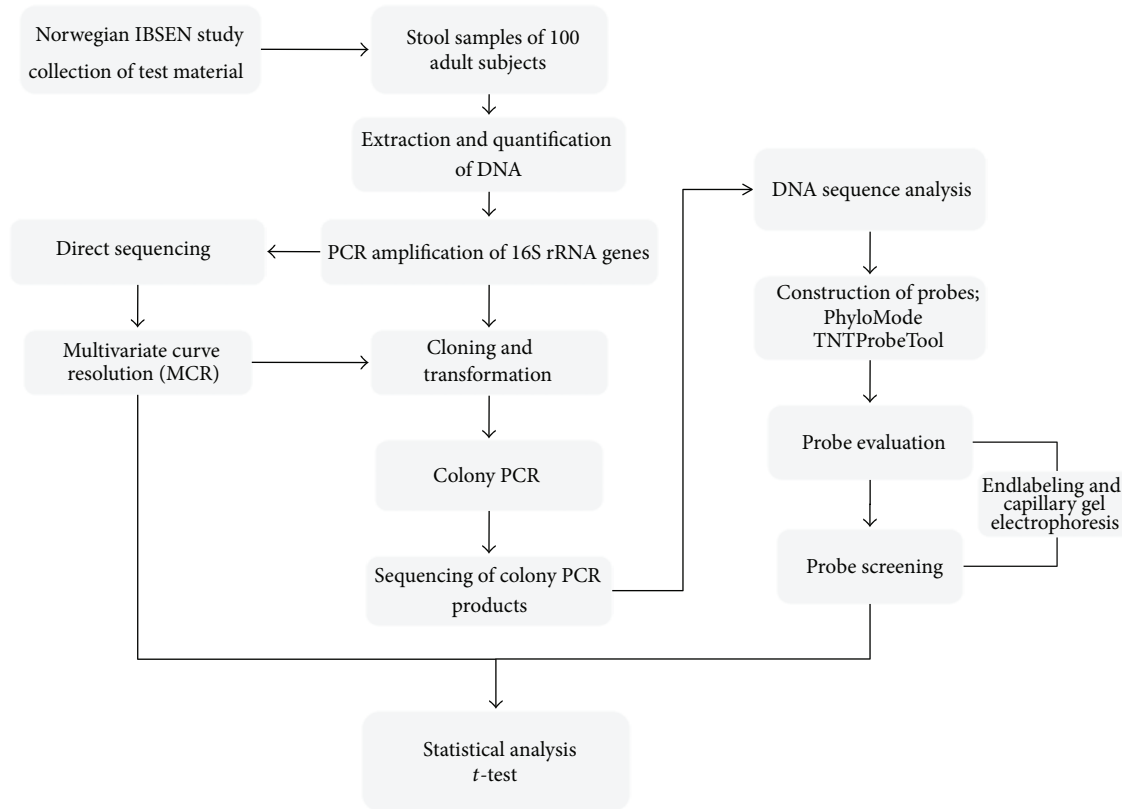 Norwegian IBSEN study
collection of test material
Stool samples of 100
adult subjects
Extraction and quantification
of DNA
DNA sequence analysis
Direct sequencing
PCR amplification of 16S rRNA genes
Construction of probes;
PhyloMode
TNTProbeTool
Multivariate curve
resolution (MCR)
Cloning and
transformation
Probe evaluation
Colony PCR
Endlabeling and
capillary gel
electrophoresis
Probe screening
Sequencing of colony PCR
products
Statistical analysis
t-test